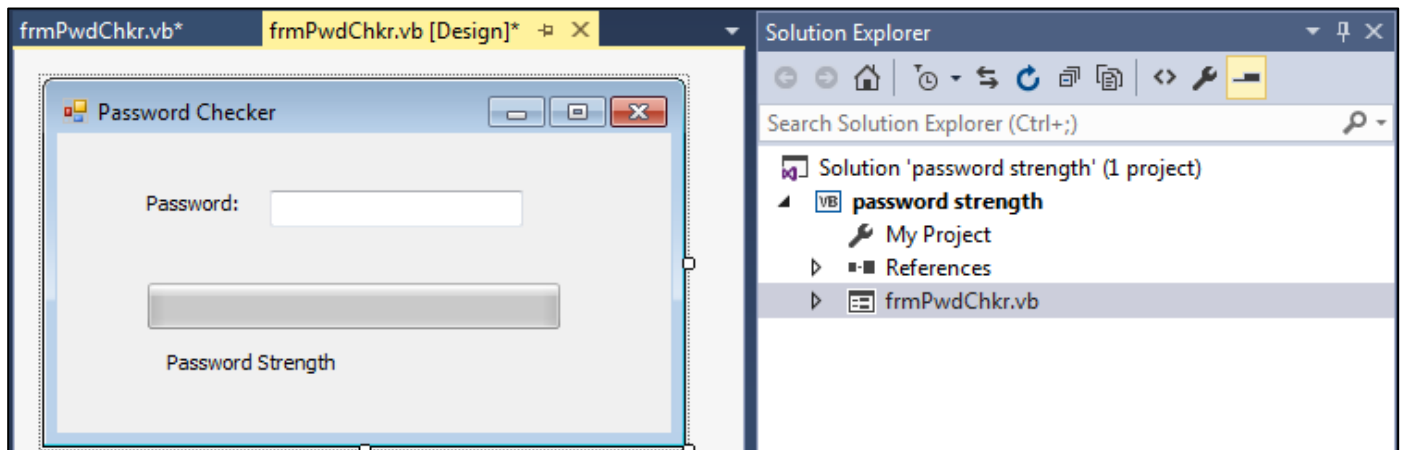 frmPwdChkr.vb*
frmPwdChkr.vb [Design]*
Password Checker
Password:
Password Strength
Solution Explorer
Search Solution Explorer (Ctrl+;)
Solution 'password strength' (1 project)
VB password strength
My Project
References
frmPwdChkr.vb